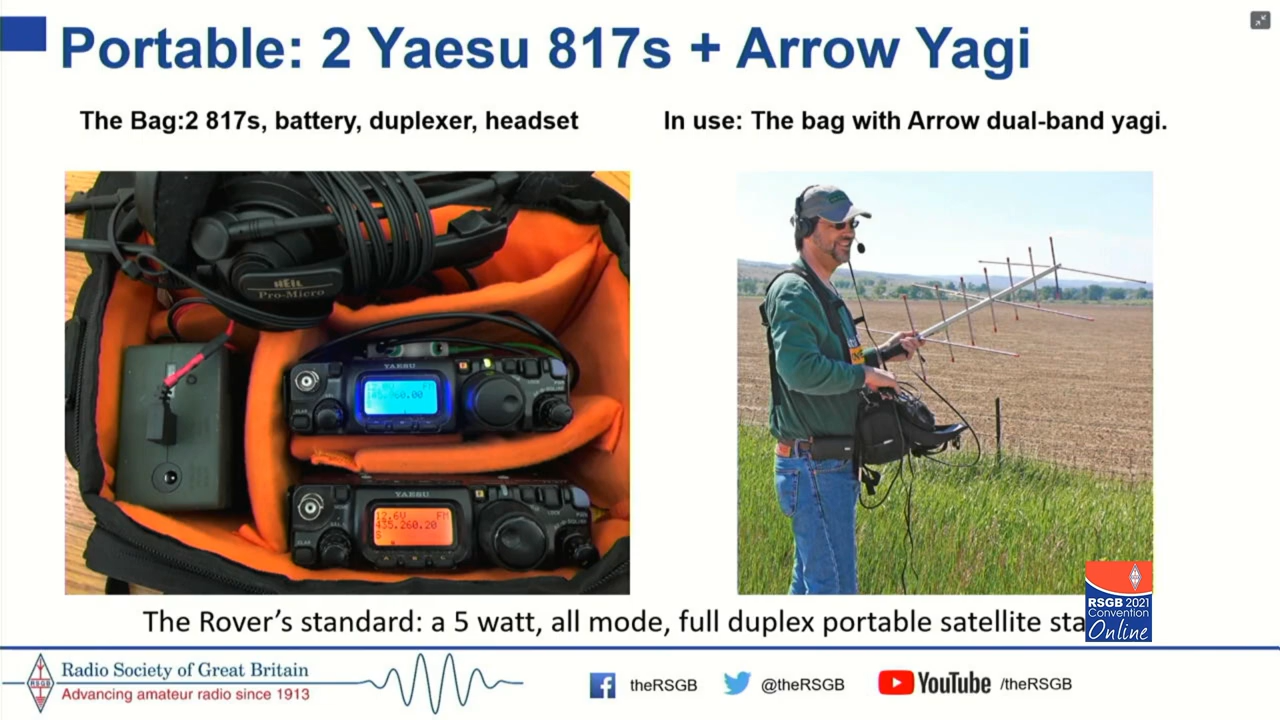 Portable: 2 Yaesu 817s + Arrow Yagi
The Bag:2 817s, battery, duplexer, headset
In use: The bag with Arrow dual-band yagi.
HEIL
Pro-Micro
YAESU
FM
YAESU
12.6V FM
435.260.20
S
The Rover's standard: a 5 watt, all mode, full duplex portable satellite sta
RSGB 2021
Convention
Online
Radio Society of Great Britain
Advancing amateur radio since 1913
theRSGB
@theRSGB
YouTube /theRSGB
RSGB